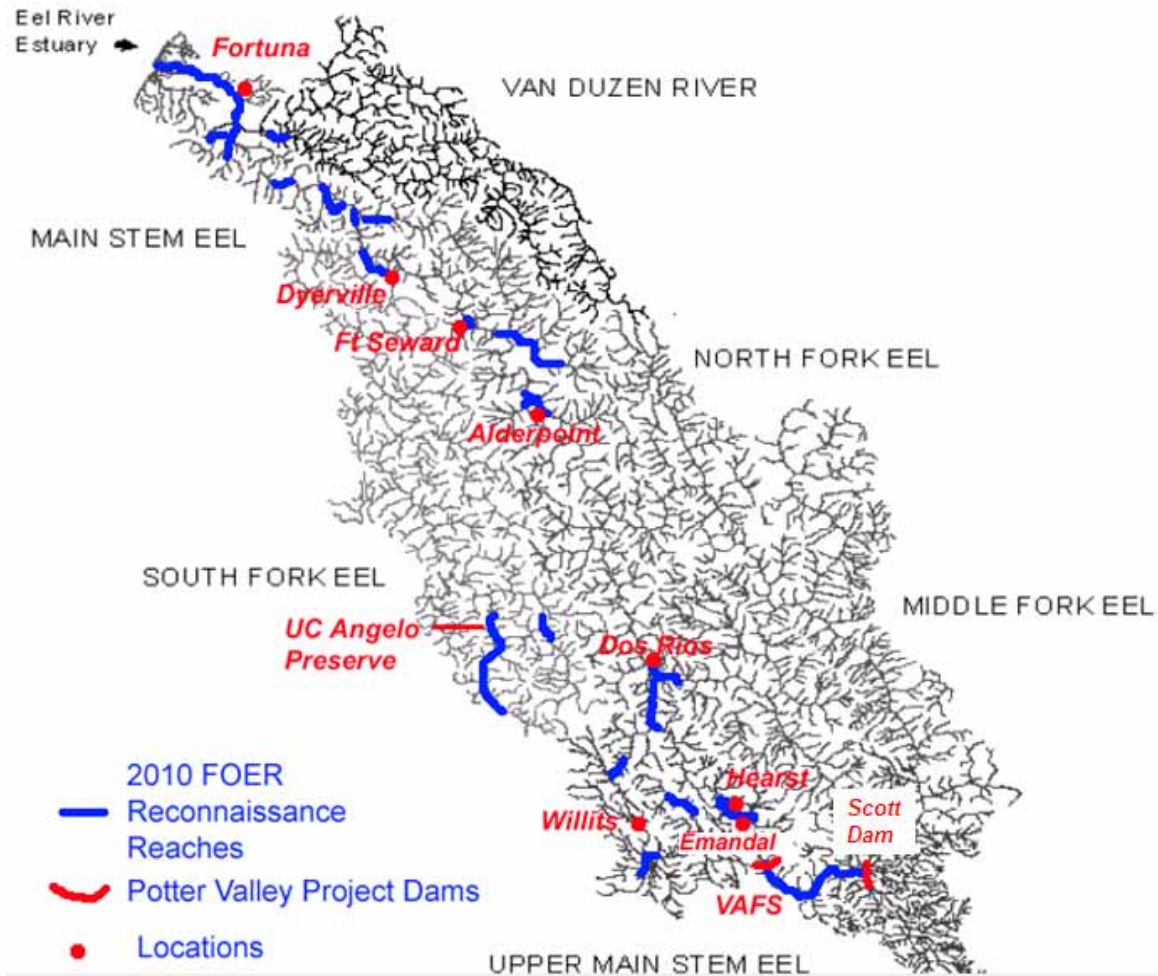 Eel River
Estuary
Fortuna
VAN DUZEN RIVER
MAIN STEM EEL
Dyerville
Ft Seward
NORTH FORK EEL
Alderpoint
SOUTH FORK EEL
MIDDLE FORK EEL
UC Angelo
Preserve
Dos Rios
Hearst
Scott
Dam
Willits
Emandal
VAFS
2010 FOER
Reconnaissance
Reaches
Potter Valley Project Dams
Locations
UPPER MAIN STEM EEL